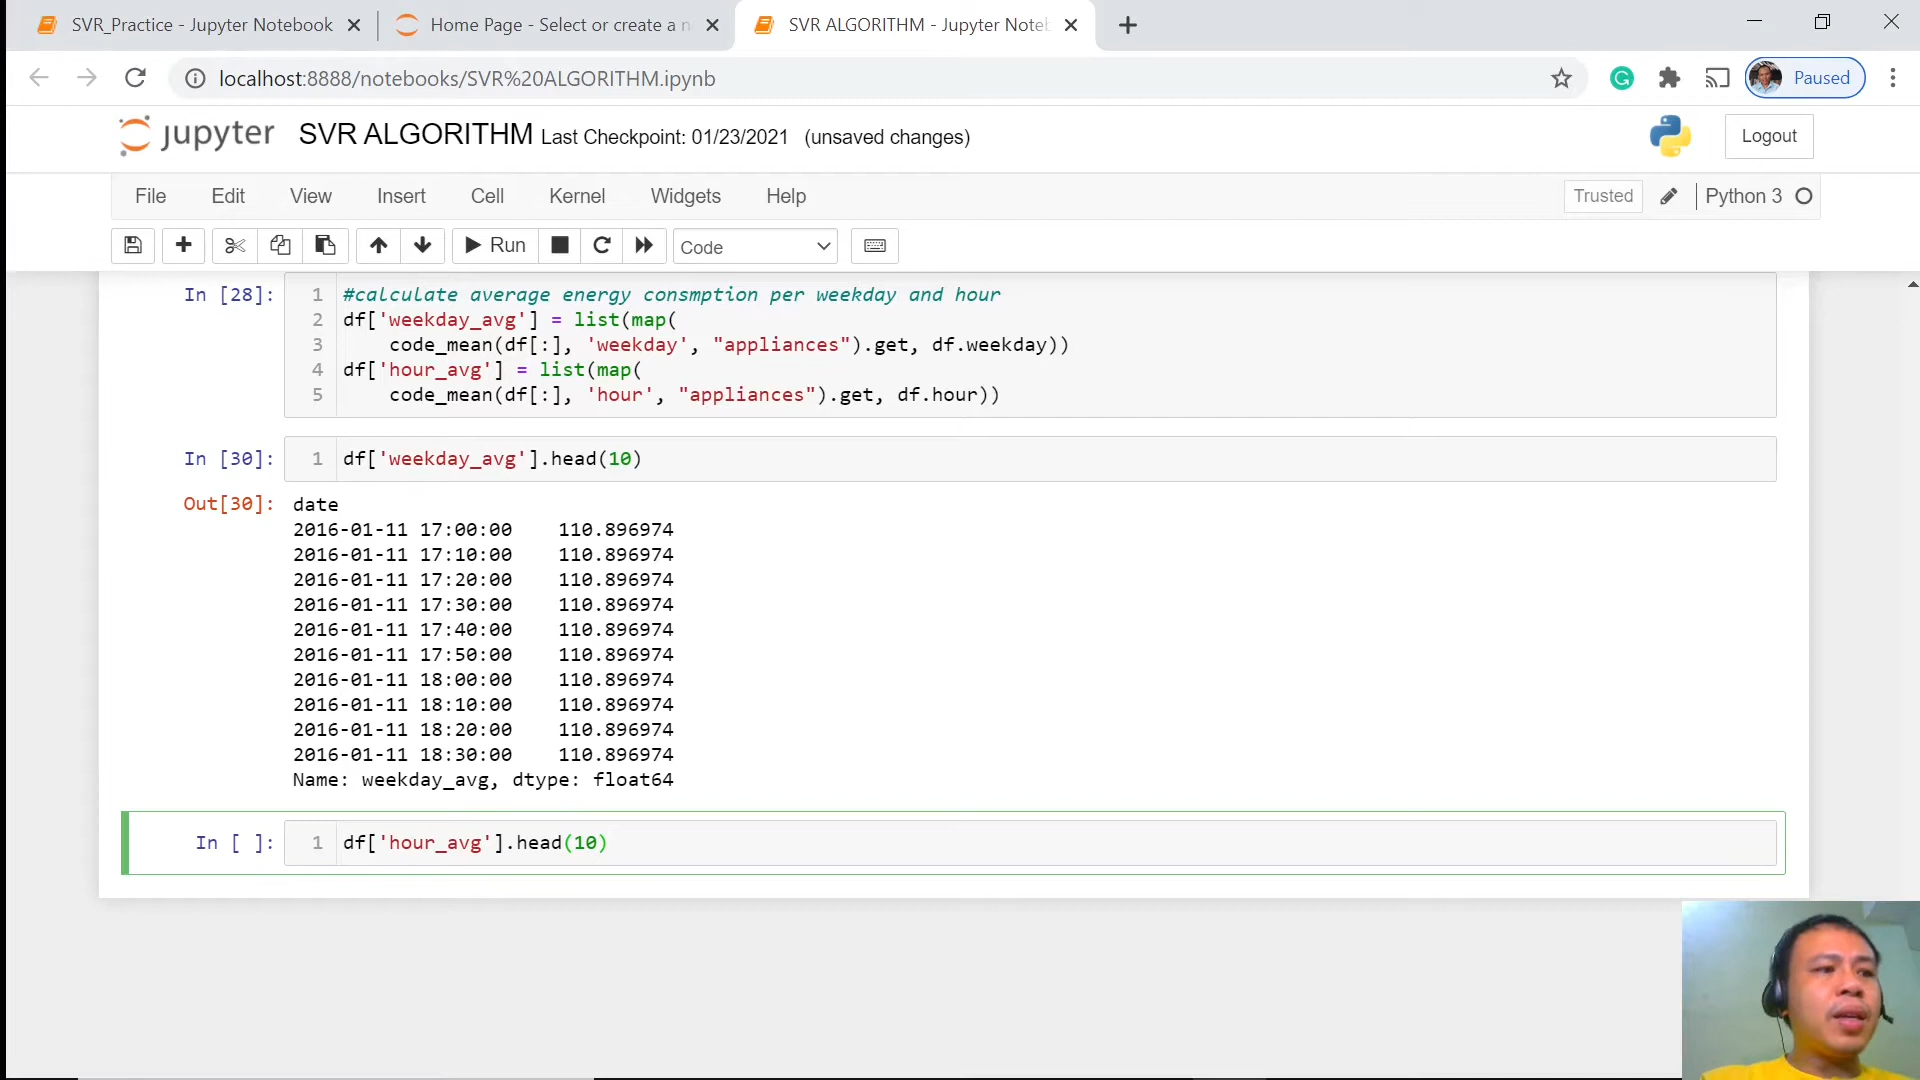 SVR_Practice - Jupyter Notebook
Home Page - Select or create a n
SVR ALGORITHM - Jupyter Noteb
localhost:8888/notebooks/SVR%20ALGORITHM.ipynb
Paused
jupyter SVR ALGORITHM Last Checkpoint: 01/23/2021 (unsaved changes)
Logout
File Edit View Insert Cell Kernel Widgets Help
Trusted
Python 3
Run
Code
In [28]:
1 #calculate average energy consmption per weekday and hour
2 df['weekday_avg'] = list(map(
3 code_mean(df[:], 'weekday', "appliances").get, df.weekday))
4 df['hour_avg'] = list(map(
5 code_mean(df[:], 'hour', "appliances").get, df.hour))
In [30]: 1 df['weekday_avg'].head(10)
Out[30]: date
2016-01-11 17:00:00 110.896974
2016-01-11 17:10:00 110.896974
2016-01-11 17:20:00 110.896974
2016-01-11 17:30:00 110.896974
2016-01-11 17:40:00 110.896974
2016-01-11 17:50:00 110.896974
2016-01-11 18:00:00 110.896974
2016-01-11 18:10:00 110.896974
2016-01-11 18:20:00 110.896974
2016-01-11 18:30:00 110.896974
Name: weekday_avg, dtype: float64
In [ ]: 1 df['hour_avg'].head(10)